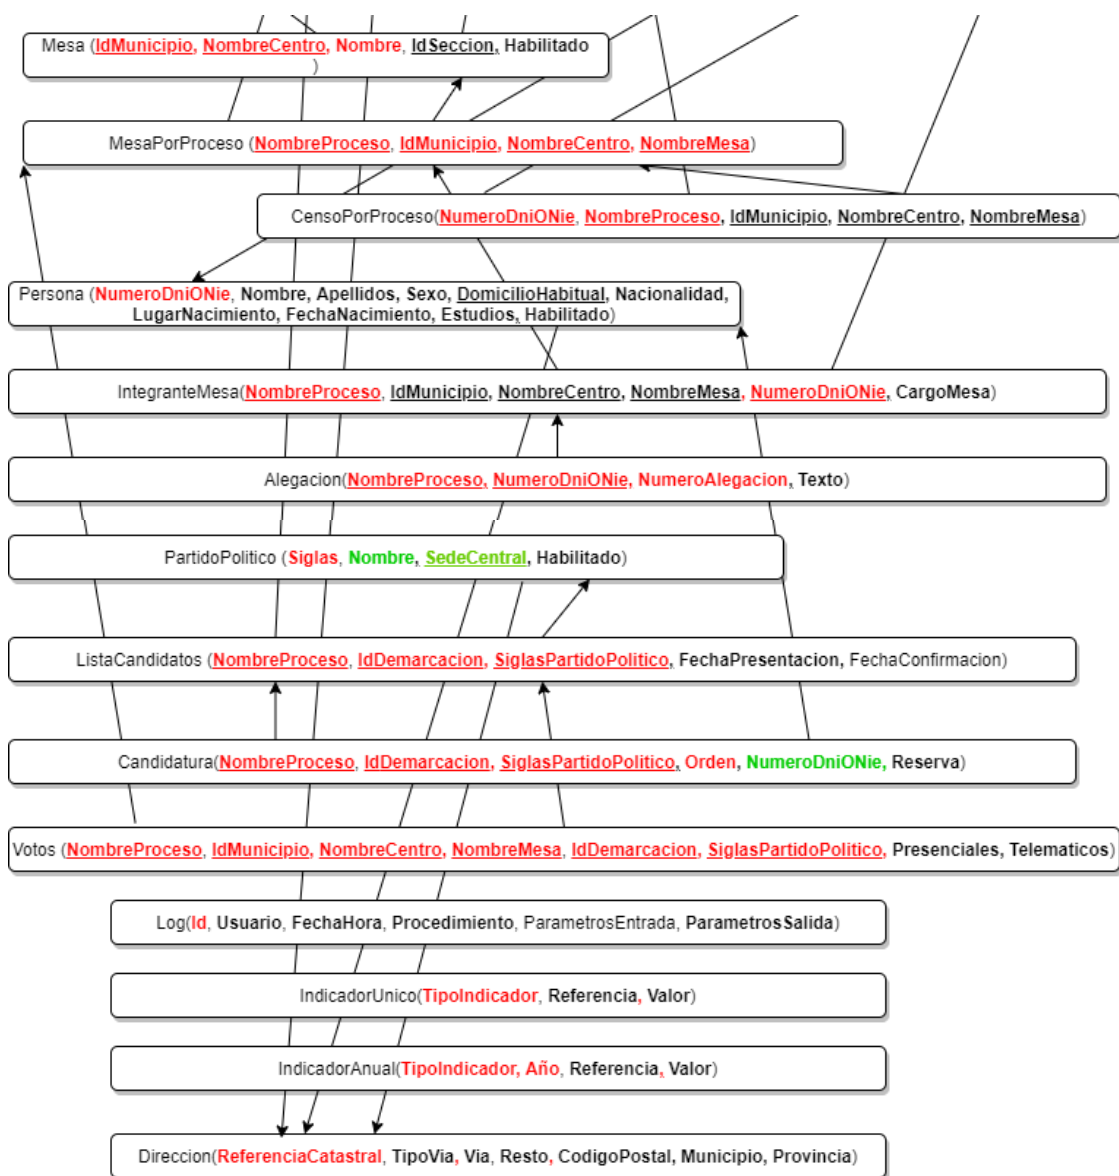 Mesa (IdMunicipio, NombreCentro, Nombre, IdSeccion, Habilitado
)
MesaPorProceso (NombreProceso, IdMunicipio, NombreCentro, NombreMesa)
CensoPorProceso(NumeroDniONie, NombreProceso, IdMunicipio, NombreCentro, NombreMesa)
Persona (NumeroDniONie, Nombre, Apellidos, Sexo, DomicilioHabitual, Nacionalidad,
LugarNacimiento, FechaNacimiento, Estudios, Habilitado)
IntegranteMesa(NombreProceso, IdMunicipio, NombreCentro, NombreMesa, NumeroDniONie, CargoMesa)
Alegacion(NombreProceso, NumeroDniONie, NumeroAlegacion, Texto)
PartidoPolitico (Siglas, Nombre, SedeCentral, Habilitado)
ListaCandidatos (NombreProceso, IdDemarcacion, SiglasPartidoPolitico, FechaPresentacion, FechaConfirmacion)
Candidatura(NombreProceso, IdDemarcacion, SiglasPartidoPolitico, Orden, NumeroDniONie, Reserva)
Votos (NombreProceso, IdMunicipio, NombreCentro, NombreMesa, IdDemarcacion, SiglasPartidoPolitico, Presenciales, Telematicos)
Log(Id, Usuario, FechaHora, Procedimiento, ParametrosEntrada, ParametrosSalida)
IndicadorUnico(TipoIndicador, Referencia, Valor)
IndicadorAnual(TipoIndicador, Año, Referencia, Valor)
Direccion(ReferenciaCatastral, TipoVia, Via, Resto, CodigoPostal, Municipio, Provincia)